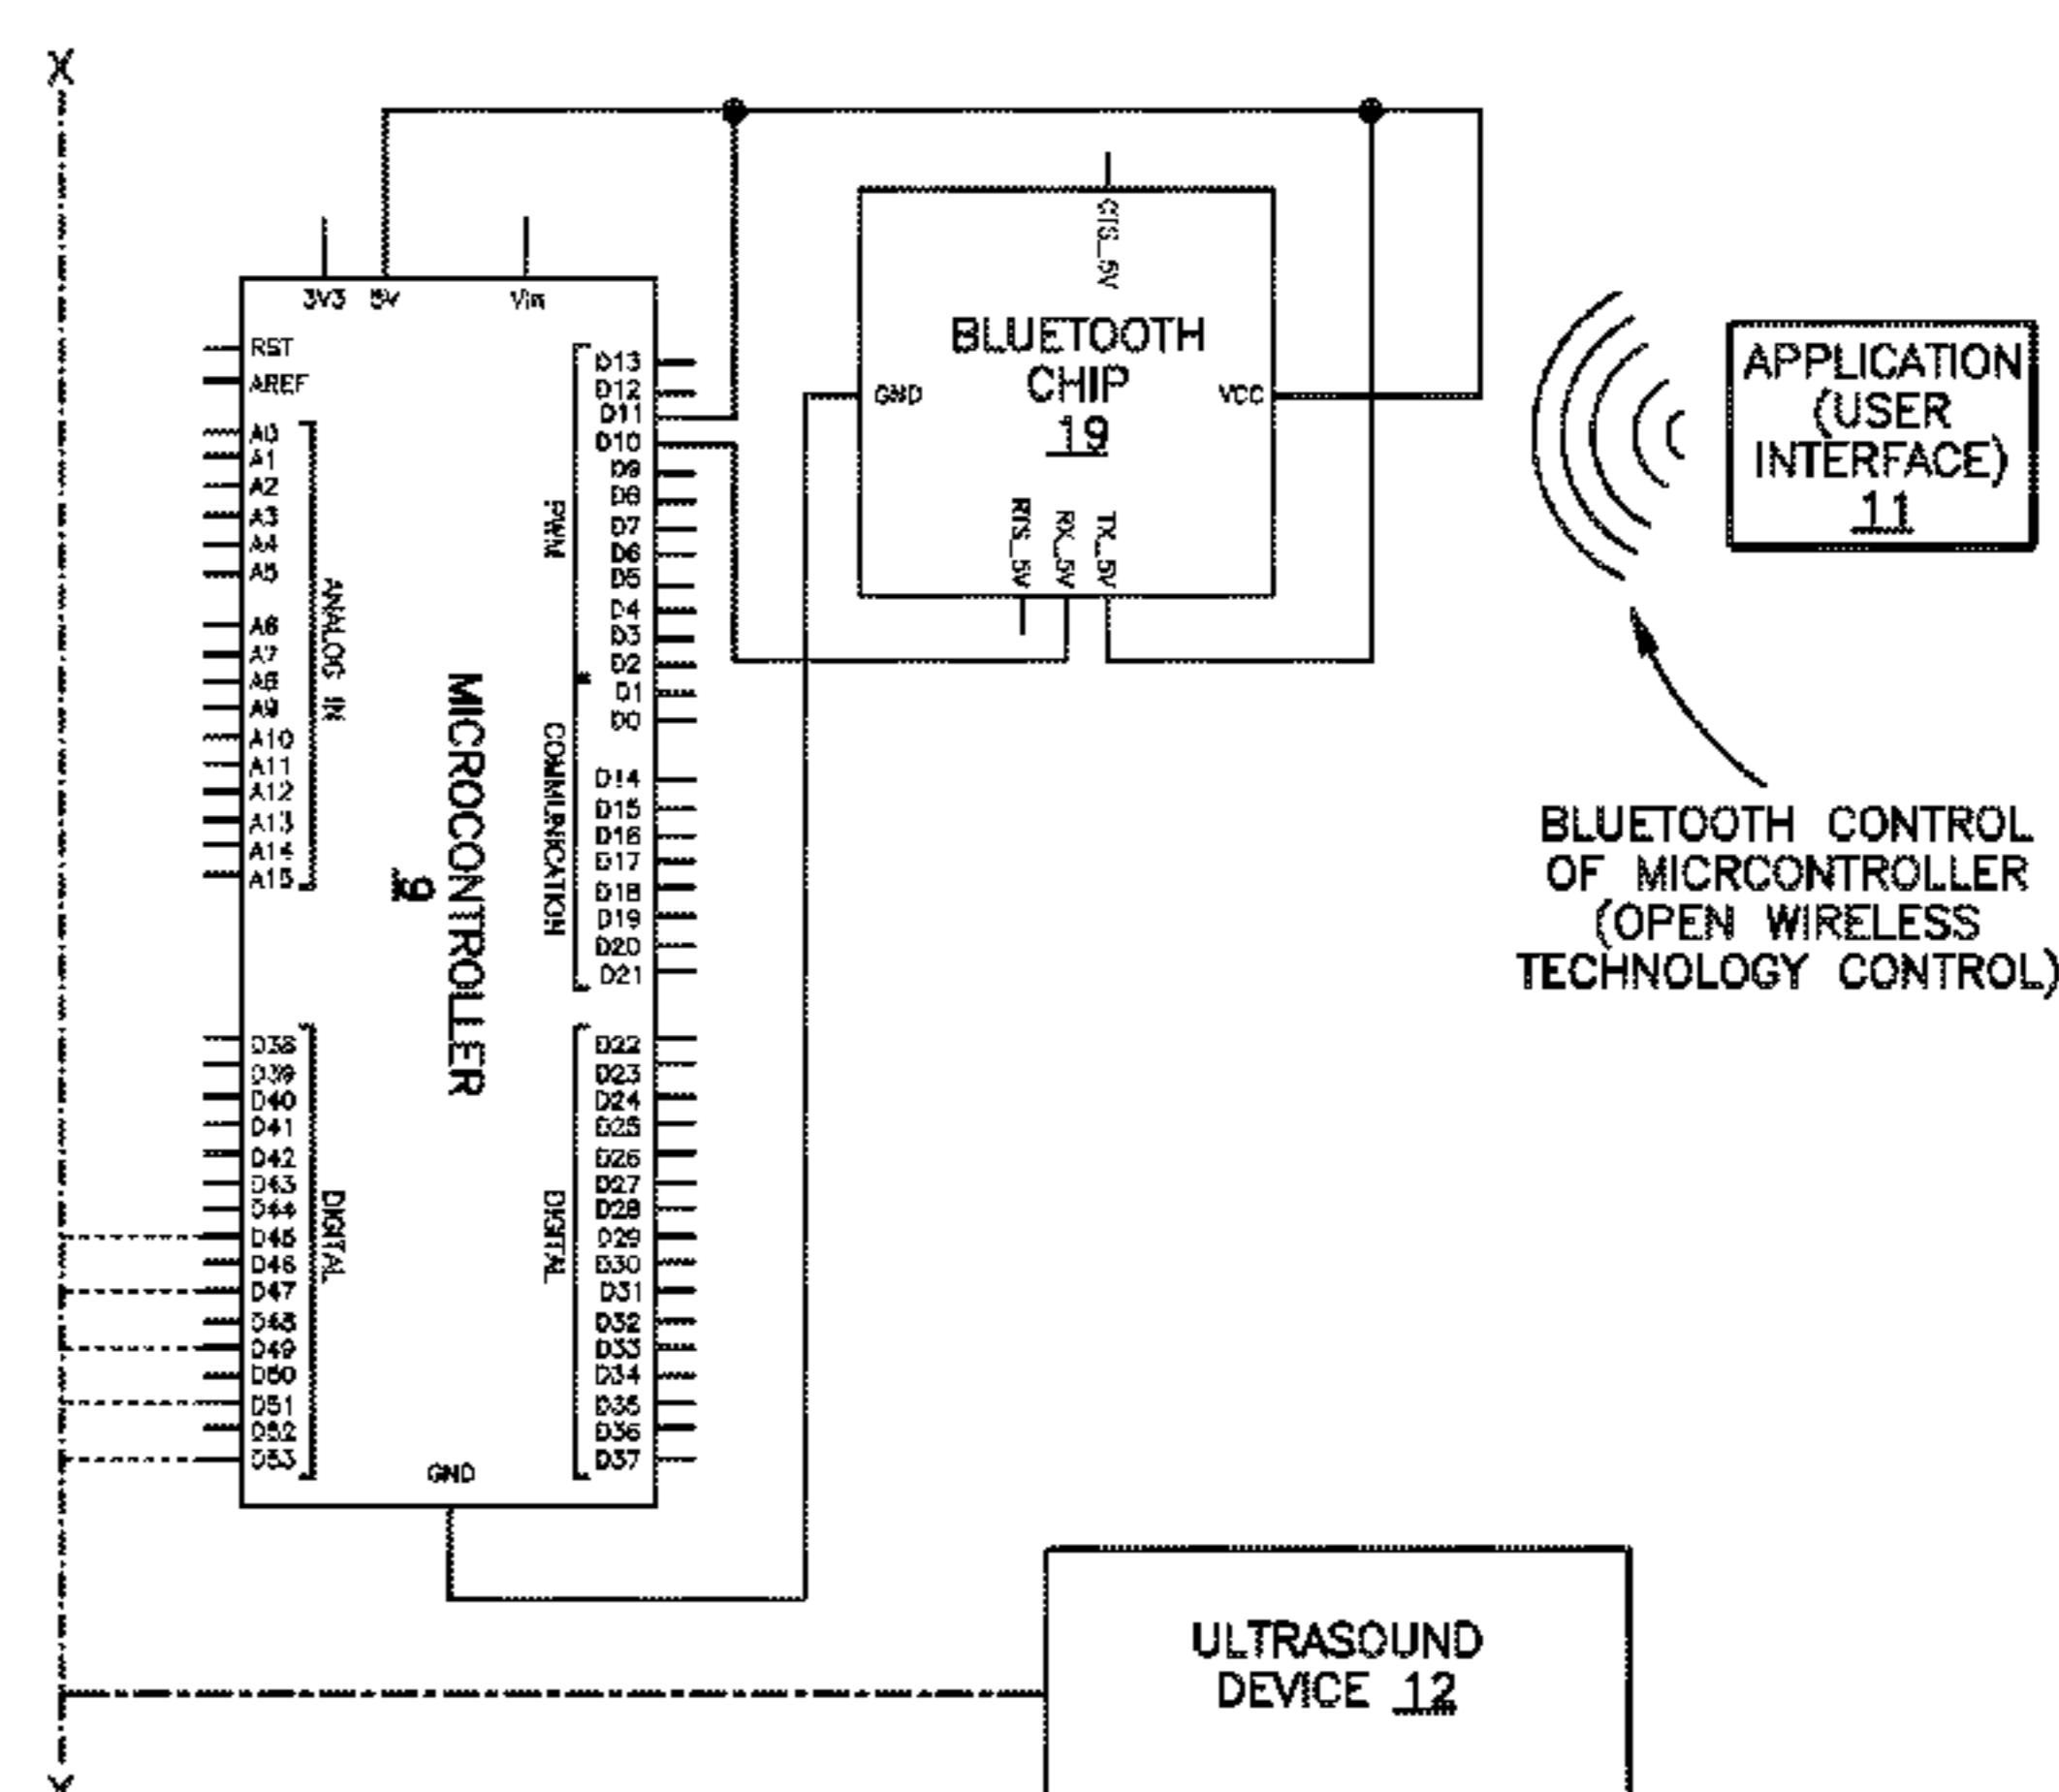 X
3V3 5V Vin
RST
AREF
A0
A1
A2
A3
A4
A5
A6
A7
A8
A9
A10
A11
A12
A13
A14
A15
ANALOG IN
D38
D39
D40
D41
D42
D43
D44
D45
D46
D47
D48
D49
D50
D51
D52
D53
DIGITAL
MICROCONTROLLER
9
GND
PWM
COMMUNICATION
DIGITAL
D13
D12
D11
D10
D9
D8
D7
D6
D5
D4
D3
D2
D1
D0
D14
D15
D16
D17
D18
D19
D20
D21
D22
D23
D24
D25
D26
D27
D28
D29
D30
D31
D32
D33
D34
D35
D36
D37
CTS_5V
BLUETOOTH
CHIP
19
GND
VCC
RTS_5V
RX_5V
TX_5V
APPLICATION
(USER
INTERFACE)
11
BLUETOOTH CONTROL
OF MICRCONTROLLER
(OPEN WIRELESS
TECHNOLOGY CONTROL)
ULTRASOUND
DEVICE 12